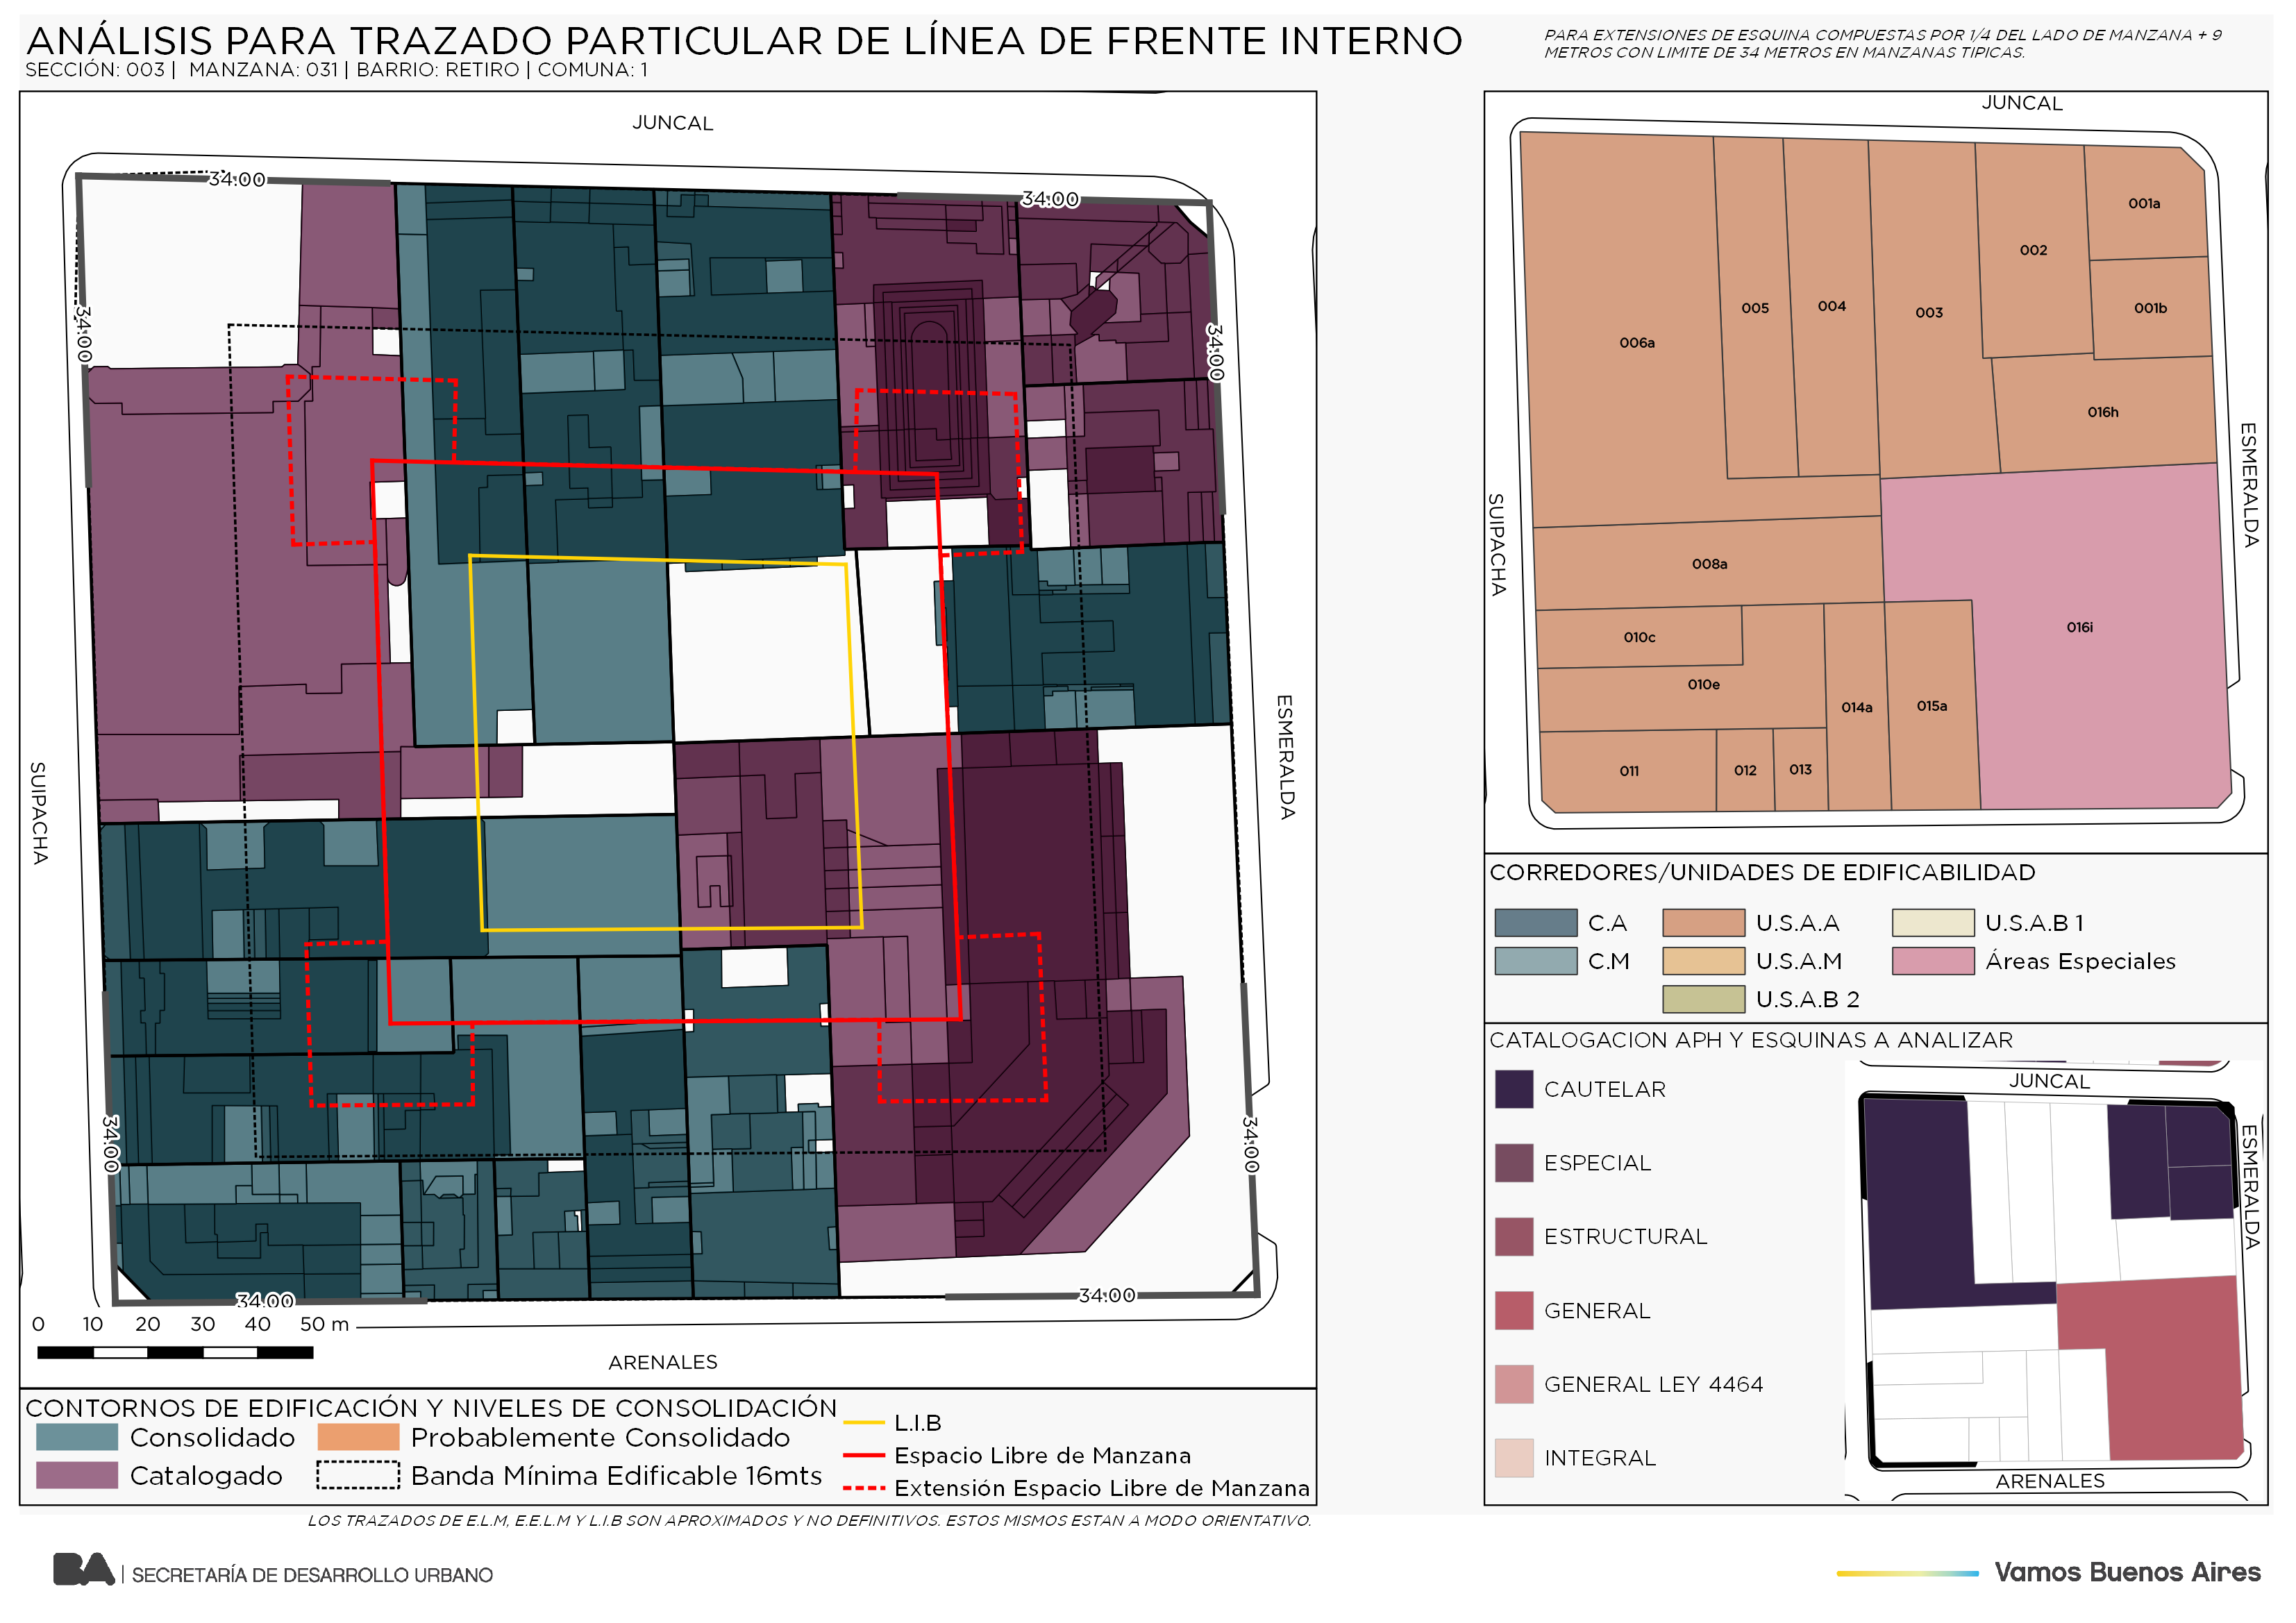 ANÁLISIS PARA TRAZADO PARTICULAR DE LÍNEA DE FRENTE INTERNO
SECCIÓN: 003 | MANZANA: 031 | BARRIO: RETIRO | COMUNA: 1
PARA EXTENSIONES DE ESQUINA COMPUESTAS POR 1/4 DEL LADO DE MANZANA + 9
METROS CON LIMITE DE 34 METROS EN MANZANAS TIPICAS.
JUNCAL
34.00
34.00
34.00
34.00
SUIPACHA
ESMERALDA
34.00
34.00
34.00
34.00
0 10 20 30 40 50 m
ARENALES
CONTORNOS DE EDIFICACIÓN Y NIVELES DE CONSOLIDACIÓN
Consolidado
Probablemente Consolidado
Catalogado
Banda Mínima Edificable 16mts
L.I.B
Espacio Libre de Manzana
Extensión Espacio Libre de Manzana
LOS TRAZADOS DE E.L.M, E.E.L.M Y L.I.B SON APROXIMADOS Y NO DEFINITIVOS. ESTOS MISMOS ESTAN A MODO ORIENTATIVO.
JUNCAL
001a
002
001b
005
004
003
006a
016h
ESMERALDA
SUIPACHA
008a
016i
010c
010e
014a
015a
011
012
013
CORREDORES/UNIDADES DE EDIFICABILIDAD
C.A
U.S.A.A
U.S.A.B 1
C.M
U.S.A.M
Áreas Especiales
U.S.A.B 2
CATALOGACION APH Y ESQUINAS A ANALIZAR
CAUTELAR
ESPECIAL
ESTRUCTURAL
GENERAL
GENERAL LEY 4464
INTEGRAL
JUNCAL
ESMERALDA
ARENALES
BA | SECRETARÍA DE DESARROLLO URBANO
Vamos Buenos Aires